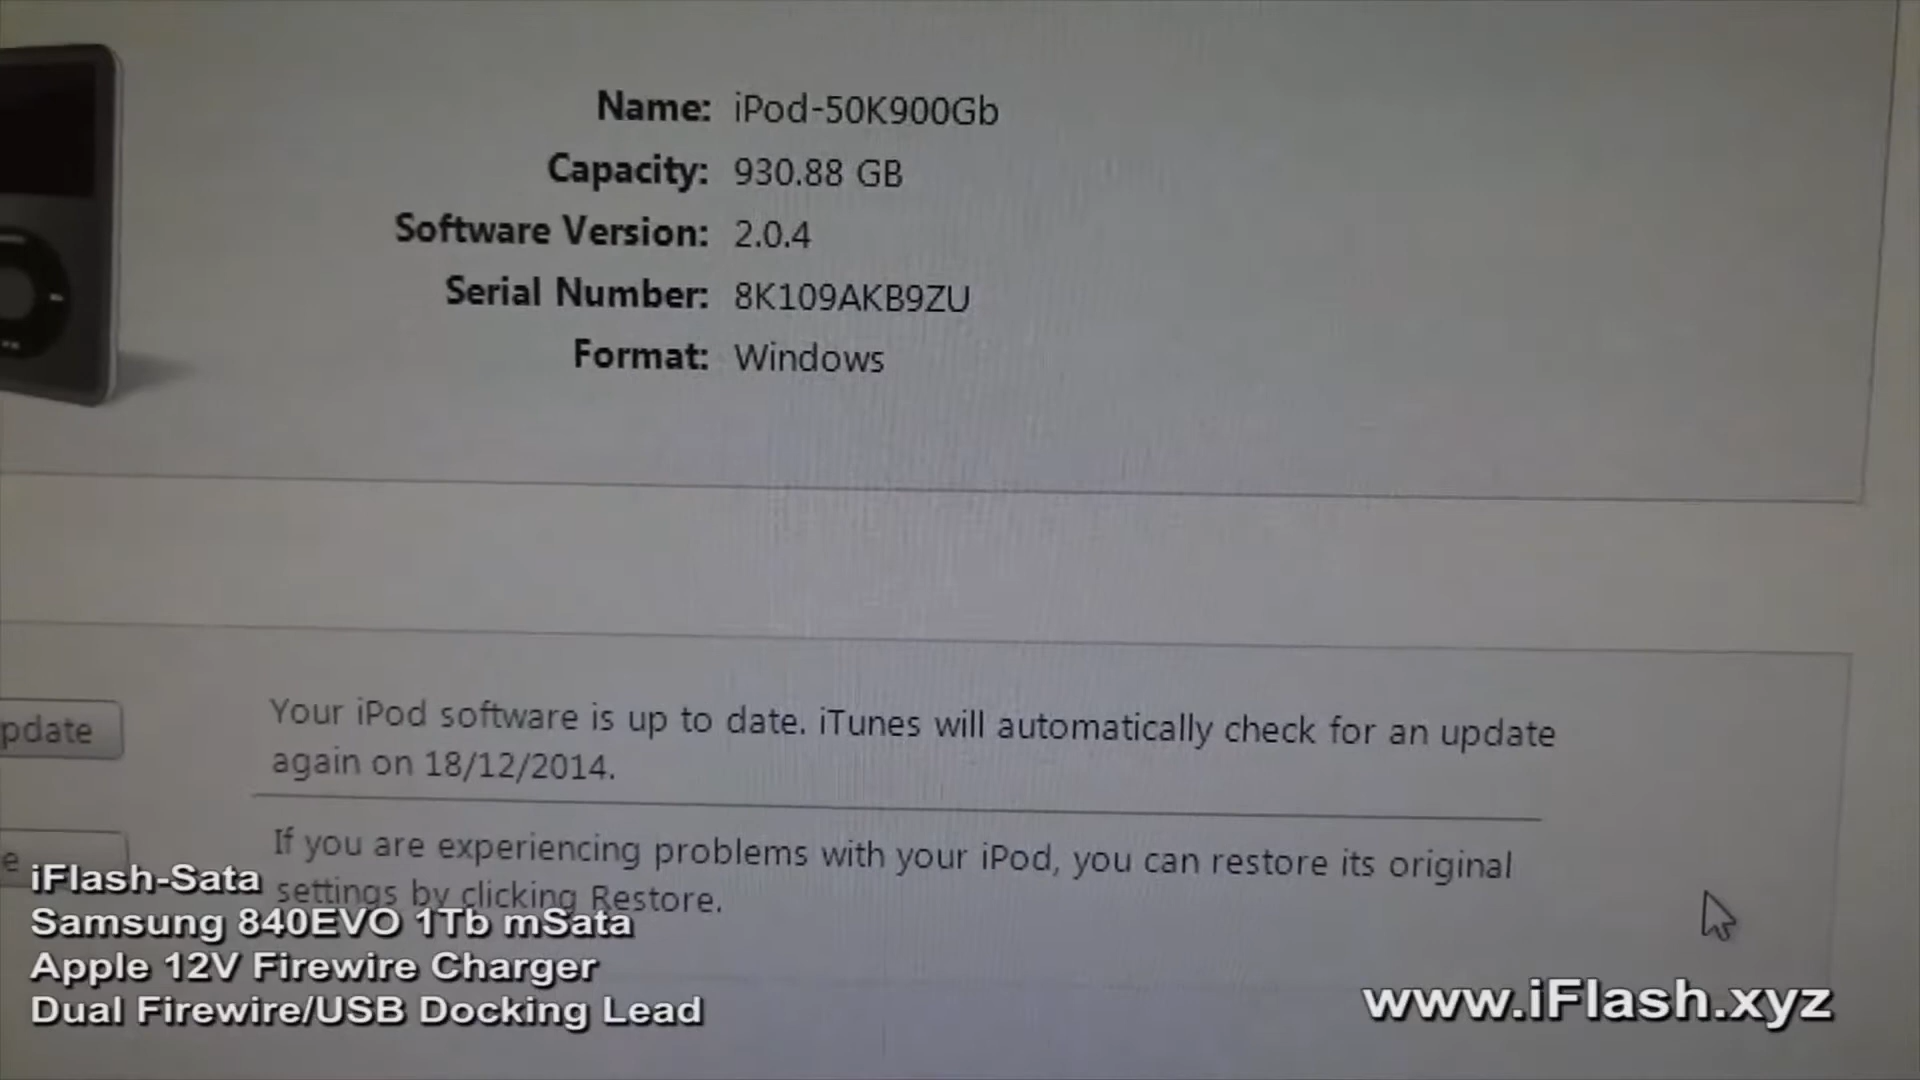 Name: iPod-50K900Gb
Capacity: 930.88 GB
Software Version: 2.0.4
Serial Number: 8K109AKB9ZU
Format: Windows
pdate
Your iPod software is up to date. iTunes will automatically check for an update
again on 18/12/2014.
e
If you are experiencing problems with your iPod, you can restore its original
settings by clicking Restore.
iFlash-Sata
Samsung 840EVO 1Tb mSata
Apple 12V Firewire Charger
Dual Firewire/USB Docking Lead
www.iFlash.xyz